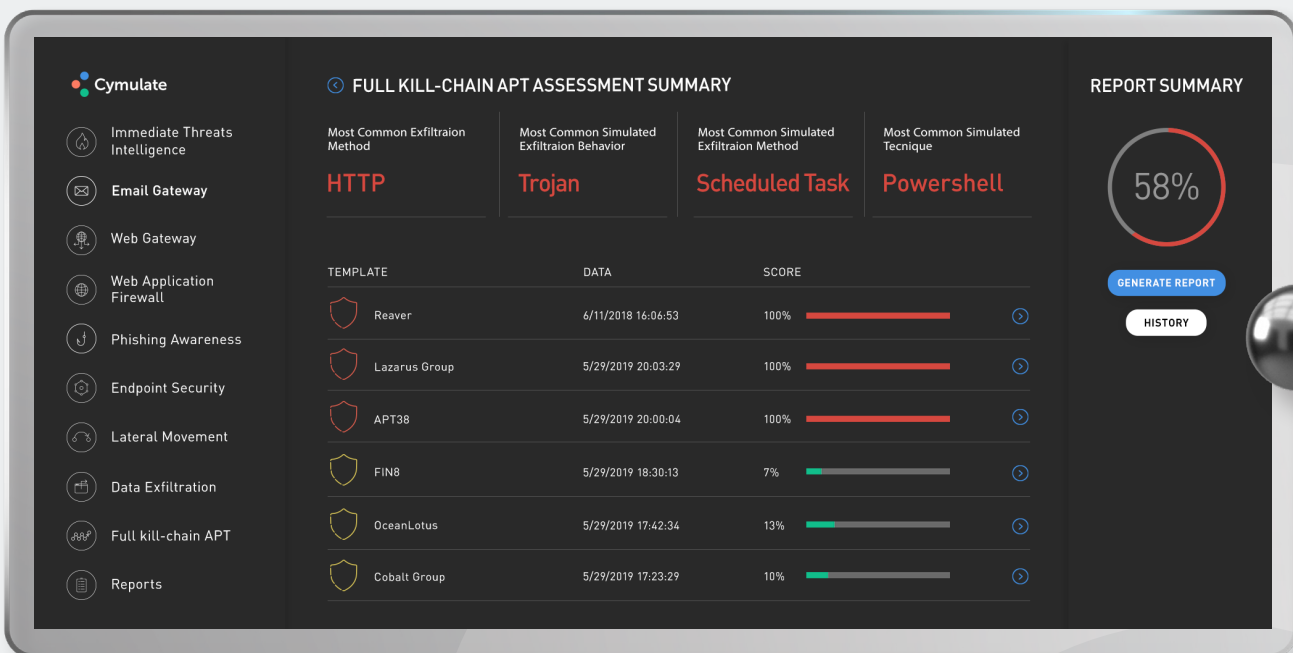 Cymulate
Immediate Threats
Intelligence
Email Gateway
Web Gateway
Web Application
Firewall
Phishing Awareness
Endpoint Security
Lateral Movement
Data Exfiltration
Full kill-chain APT
Reports
FULL KILL-CHAIN APT ASSESSMENT SUMMARY
Most Common Exfiltraion
Method
HTTP
Most Common Simulated
Exfiltraion Behavior
Trojan
Most Common Simulated
Exfiltraion Method
Scheduled Task
Most Common Simulated
Tecnique
Powershell
TEMPLATE DATA SCORE
Reaver 6/11/2018 16:06:53 100%
Lazarus Group 5/29/2019 20:03:29 100%
APT38 5/29/2019 20:00:04 100%
FIN8 5/29/2019 18:30:13 7%
OceanLotus 5/29/2019 17:42:34 13%
Cobalt Group 5/29/2019 17:23:29 10%
REPORT SUMMARY
58%
GENERATE REPORT
HISTORY